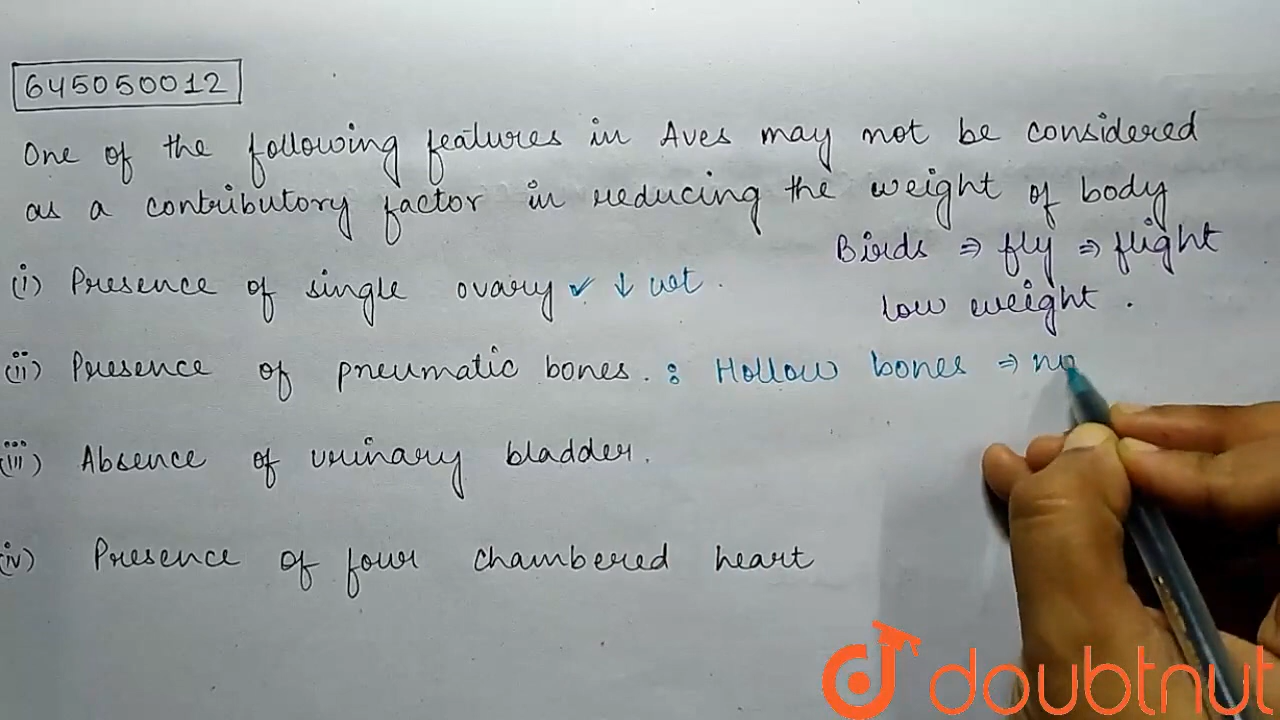 645050012
One of the following features in Aves may not be considered
as a contributory factor in reducing the weight of body
Birds ⇒ fly ⇒ flight
(i) Presence of single ovary ✓ ↓ wt.
low weight.
(ii) Presence of pneumatic bones. : Hollow bones ⇒
(iii) Absence of urinary bladder.
(iv) Presence of four chambered heart
doubtnut